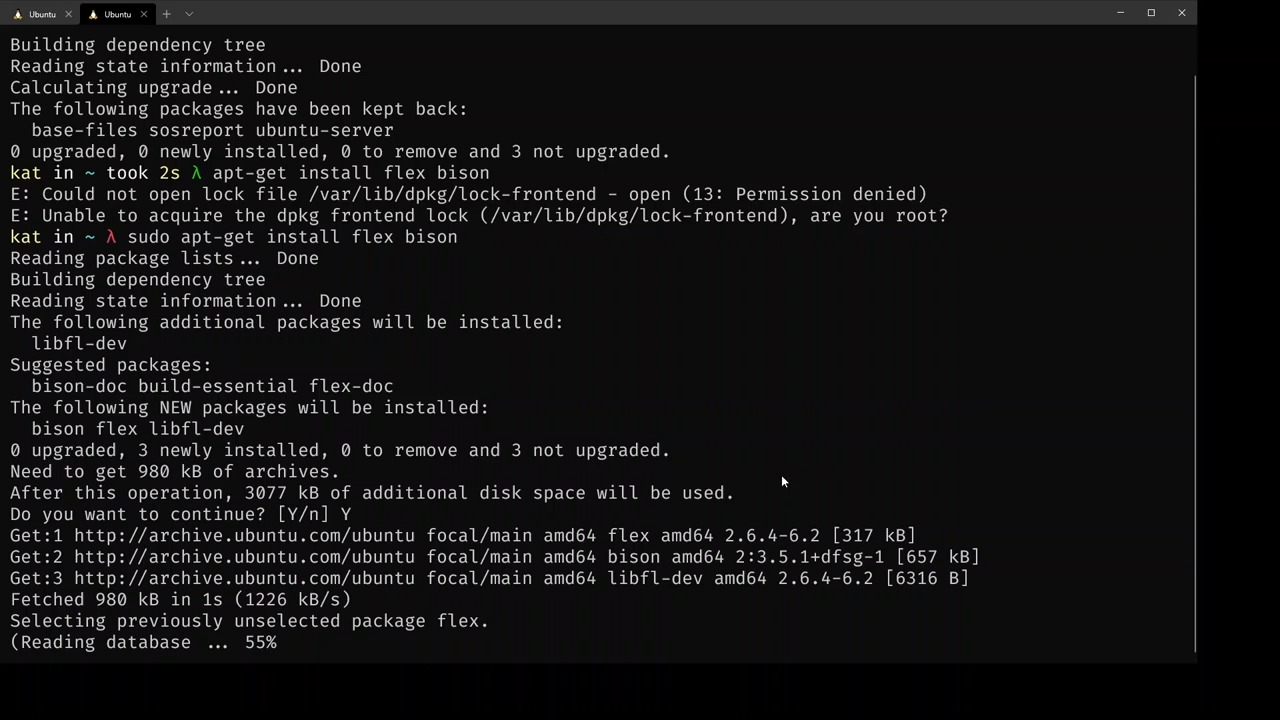 Ubuntu
Ubuntu
Building dependency tree
Reading state information... Done
Calculating upgrade... Done
The following packages have been kept back:
  base-files sosreport ubuntu-server
0 upgraded, 0 newly installed, 0 to remove and 3 not upgraded.
kat in ~ took 2s λ apt-get install flex bison
E: Could not open lock file /var/lib/dpkg/lock-frontend - open (13: Permission denied)
E: Unable to acquire the dpkg frontend lock (/var/lib/dpkg/lock-frontend), are you root?
kat in ~ λ sudo apt-get install flex bison
Reading package lists... Done
Building dependency tree
Reading state information... Done
The following additional packages will be installed:
  libfl-dev
Suggested packages:
  bison-doc build-essential flex-doc
The following NEW packages will be installed:
  bison flex libfl-dev
0 upgraded, 3 newly installed, 0 to remove and 3 not upgraded.
Need to get 980 kB of archives.
After this operation, 3077 kB of additional disk space will be used.
Do you want to continue? [Y/n] Y
Get:1 http://archive.ubuntu.com/ubuntu focal/main amd64 flex amd64 2.6.4-6.2 [317 kB]
Get:2 http://archive.ubuntu.com/ubuntu focal/main amd64 bison amd64 2:3.5.1+dfsg-1 [657 kB]
Get:3 http://archive.ubuntu.com/ubuntu focal/main amd64 libfl-dev amd64 2.6.4-6.2 [6316 B]
Fetched 980 kB in 1s (1226 kB/s)
Selecting previously unselected package flex.
(Reading database ... 55%